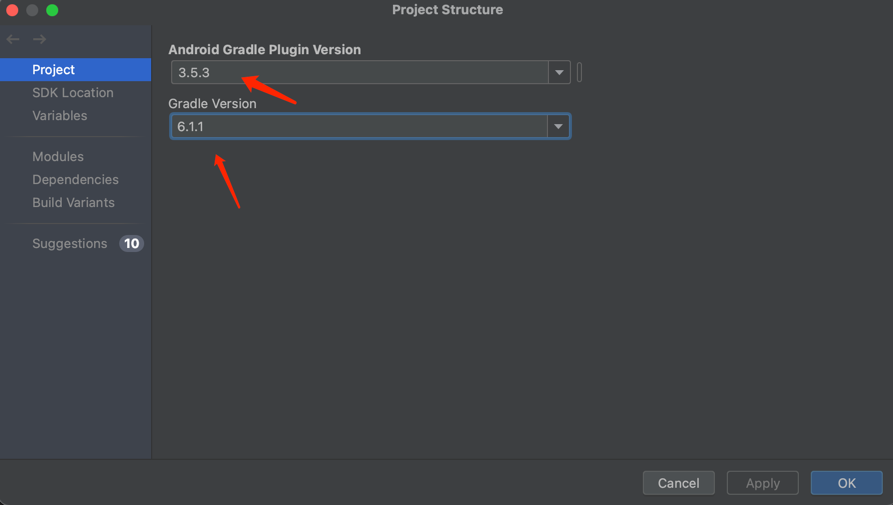 Project Structure
Android Gradle Plugin Version
3.5.3
Gradle Version
6.1.1
Project
SDK Location
Variables
Modules
Dependencies
Build Variants
Suggestions 10
Cancel
Apply
OK